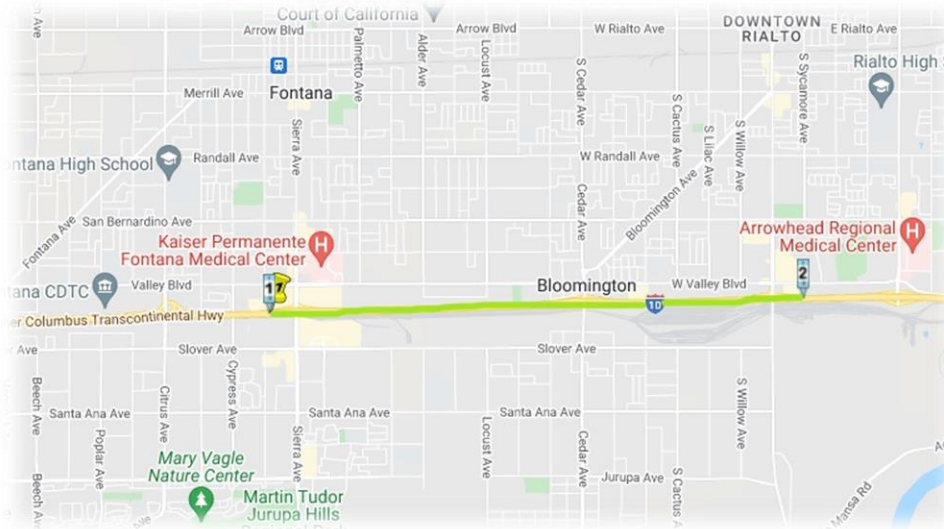 Court of California
DOWNTOWN
RIALTO
Arrow Blvd
Arrow Blvd
W Rialto Ave
E Rialto Ave
Ave
Palmetto Ave
Alder Ave
Locust Ave
S Cedar Ave
S Sycamore Ave
Rialto High
Merrill Ave
Fontana
Sierra Ave
S Cactus Ave
S Lilac Ave
S Willow Ave
ontana High School
Randall Ave
W Randall Ave
Cedar Ave
Bloomington Ave
Fontana Ave
San Bernardino Ave
Kaiser Permanente
Fontana Medical Center
H
Arrowhead Regional
Medical Center
H
ana CDTC
Valley Blvd
1
Bloomington
W Valley Blvd
2
10
er Columbus Transcontinental Hwy
er Ave
Slover Ave
Slover Ave
Beech Ave
Citrus Ave
Cypress Ave
S Willow Ave
Santa Ana Ave
Santa Ana Ave
Santa Ana Ave
Poplar Ave
Sierra Ave
Locust Ave
Cedar Ave
Mary Vagle
Nature Center
Jurupa Ave
S Cactus A
Beech Av
Martin Tudor
Jurupa Hills
Mansa Rd